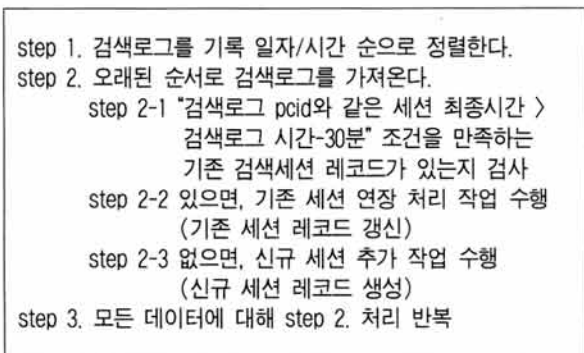 step 1. 검색로그를 기록 일자/시간 순으로 정렬한다.
step 2. 오래된 순서로 검색로그를 가져온다.
step 2-1 "검색로그 pcid와 같은 세션 최종시간 >
검색로그 시간-30분" 조건을 만족하는
기존 검색세션 레코드가 있는지 검사
step 2-2 있으면, 기존 세션 연장 처리 작업 수행
(기존 세션 레코드 갱신)
step 2-3 없으면, 신규 세션 추가 작업 수행
(신규 세션 레코드 생성)
step 3. 모든 데이터에 대해 step 2. 처리 반복